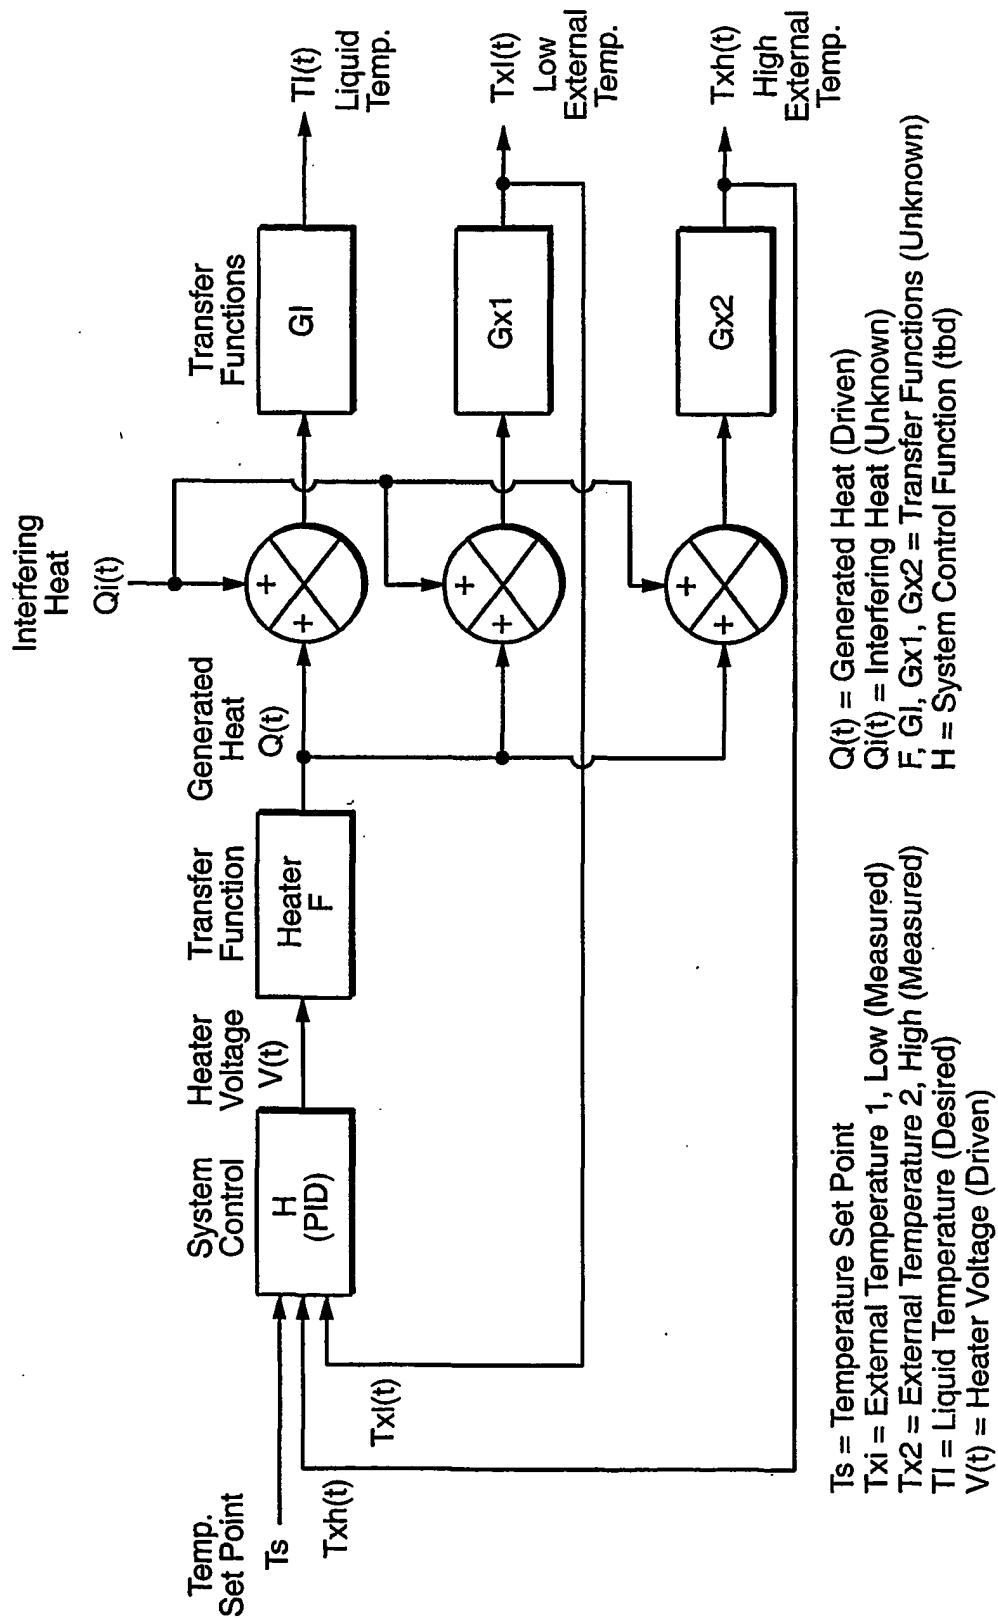 Temp.
Set Point
Ts
Txh(t)
Txl(t)
System
Control
H
(PID)
Heater
Voltage
V(t)
Transfer
Function
Heater
F
Generated
Heat
Q(t)
Interfering
Heat
Qi(t)
+
+
+
+
+
+
Transfer
Functions
Gl
Gx1
Gx2
Tl(t)
Liquid
Temp.
Txl(t)
Low
External
Temp.
Txh(t)
High
External
Temp.
Ts = Temperature Set Point
Txi = External Temperature 1, Low (Measured)
Tx2 = External Temperature 2, High (Measured)
Tl = Liquid Temperature (Desired)
V(t) = Heater Voltage (Driven)
Q(t) = Generated Heat (Driven)
Qi(t) = Interfering Heat (Unknown)
F, Gl, Gx1, Gx2 = Transfer Functions (Unknown)
H = System Control Function (tbd)